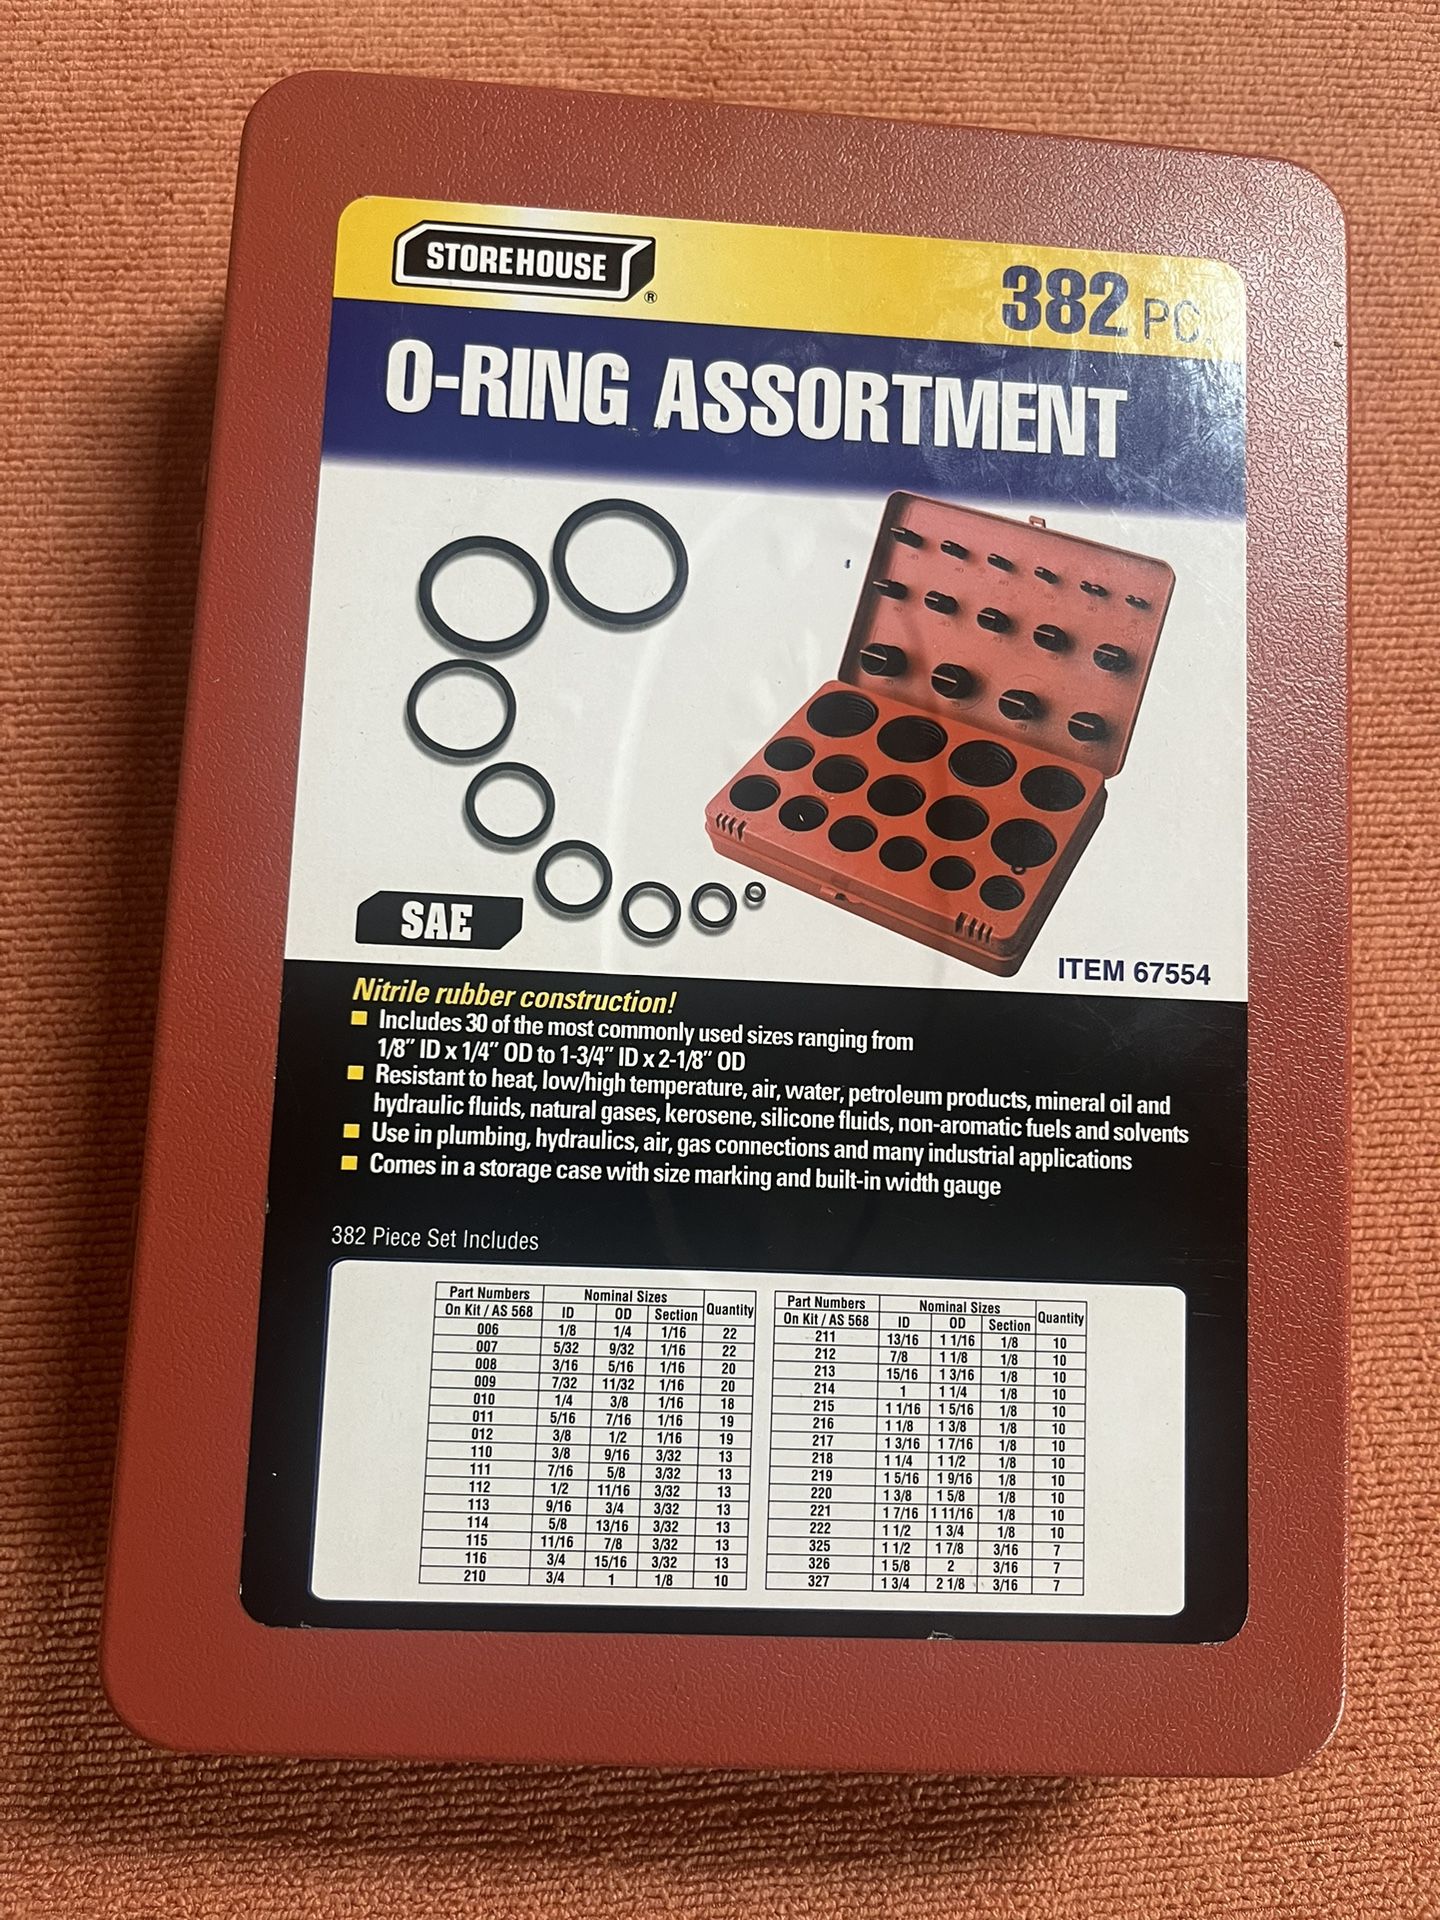 STOREHOUSE ®
382 PC.
O-RING ASSORTMENT
SAE
ITEM 67554
Nitrile rubber construction!
Includes 30 of the most commonly used sizes ranging from
1/8" ID x 1/4" OD to 1-3/4" ID x 2-1/8" OD
Resistant to heat, low/high temperature, air, water, petroleum products, mineral oil and
hydraulic fluids, natural gases, kerosene, silicone fluids, non-aromatic fuels and solvents
Use in plumbing, hydraulics, air, gas connections and many industrial applications
Comes in a storage case with size marking and built-in width gauge
382 Piece Set Includes
Part Numbers Nominal Sizes Quantity
On Kit / AS 568 ID OD Section
006 1/8 1/4 1/16 22
007 5/32 9/32 1/16 22
008 3/16 5/16 1/16 20
009 7/32 11/32 1/16 20
010 1/4 3/8 1/16 18
011 5/16 7/16 1/16 19
012 3/8 1/2 1/16 19
110 3/8 9/16 3/32 13
111 7/16 5/8 3/32 13
112 1/2 11/16 3/32 13
113 9/16 3/4 3/32 13
114 5/8 13/16 3/32 13
115 11/16 7/8 3/32 13
116 3/4 15/16 3/32 13
210 3/4 1 1/8 10
Part Numbers Nominal Sizes Quantity
On Kit / AS 568 ID OD Section
211 13/16 1 1/16 1/8 10
212 7/8 1 1/8 1/8 10
213 15/16 1 3/16 1/8 10
214 1 1 1/4 1/8 10
215 1 1/16 1 5/16 1/8 10
216 1 1/8 1 3/8 1/8 10
217 1 3/16 1 7/16 1/8 10
218 1 1/4 1 1/2 1/8 10
219 1 5/16 1 9/16 1/8 10
220 1 3/8 1 5/8 1/8 10
221 1 7/16 1 11/16 1/8 10
222 1 1/2 1 3/4 1/8 10
325 1 1/2 1 7/8 3/16 7
326 1 5/8 2 3/16 7
327 1 3/4 2 1/8 3/16 7